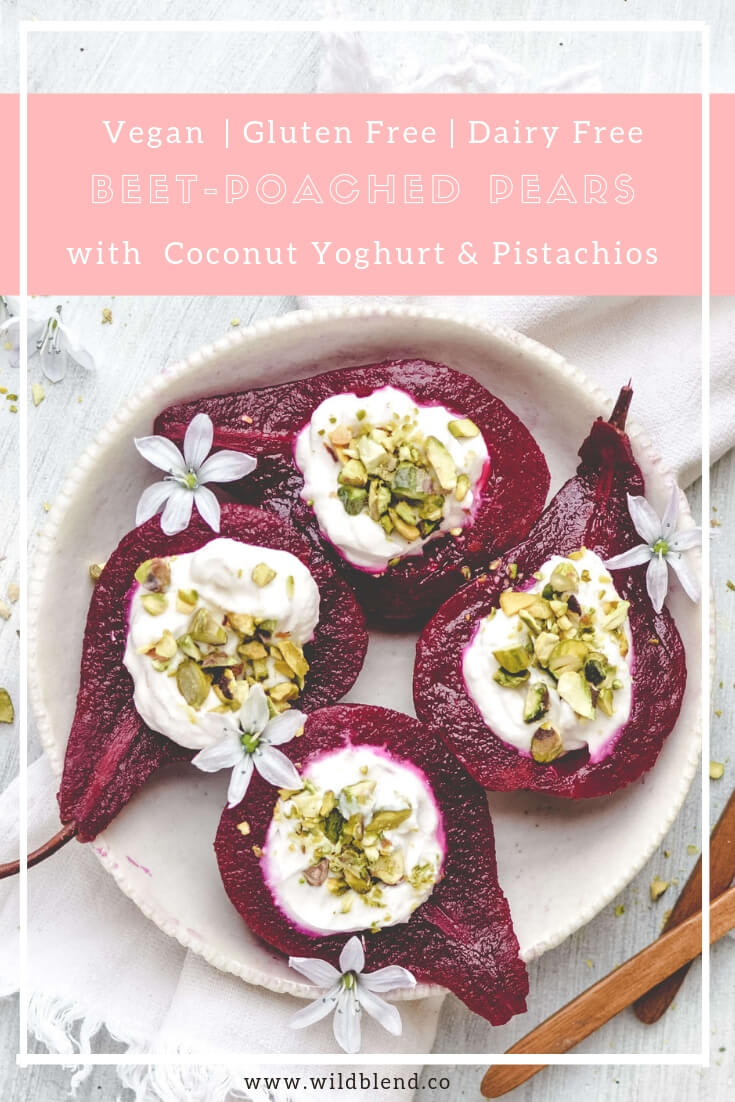 Vegan | Gluten Free | Dairy Free
BEET-POACHED PEARS
with Coconut Yoghurt & Pistachios
www.wildblend.co